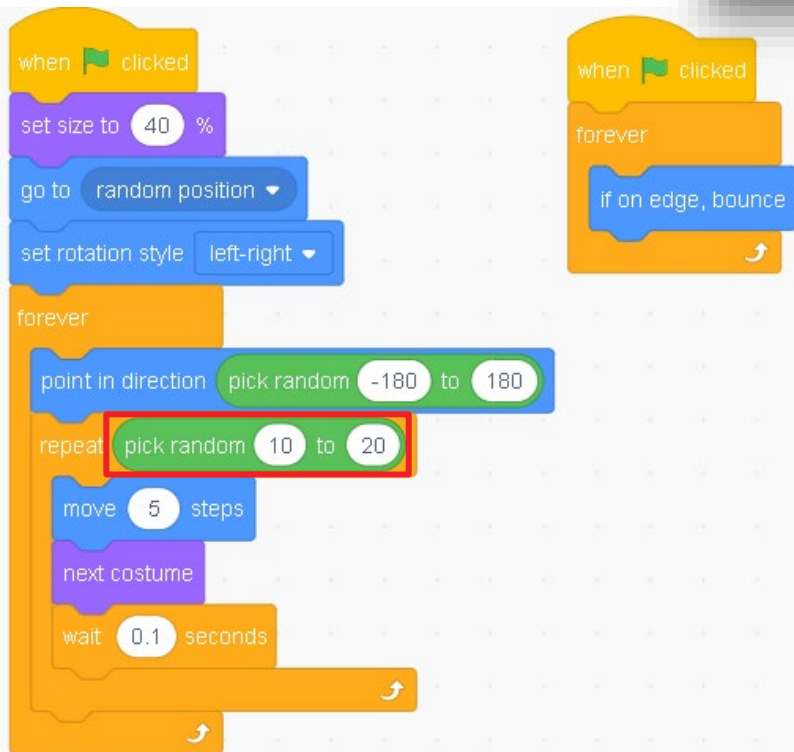 when clicked
set size to 40 %
go to random position
set rotation style left-right
forever
point in direction pick random -180 to 180
repeat pick random 10 to 20
move 5 steps
next costume
wait 0.1 seconds
when clicked
forever
if on edge, bounce